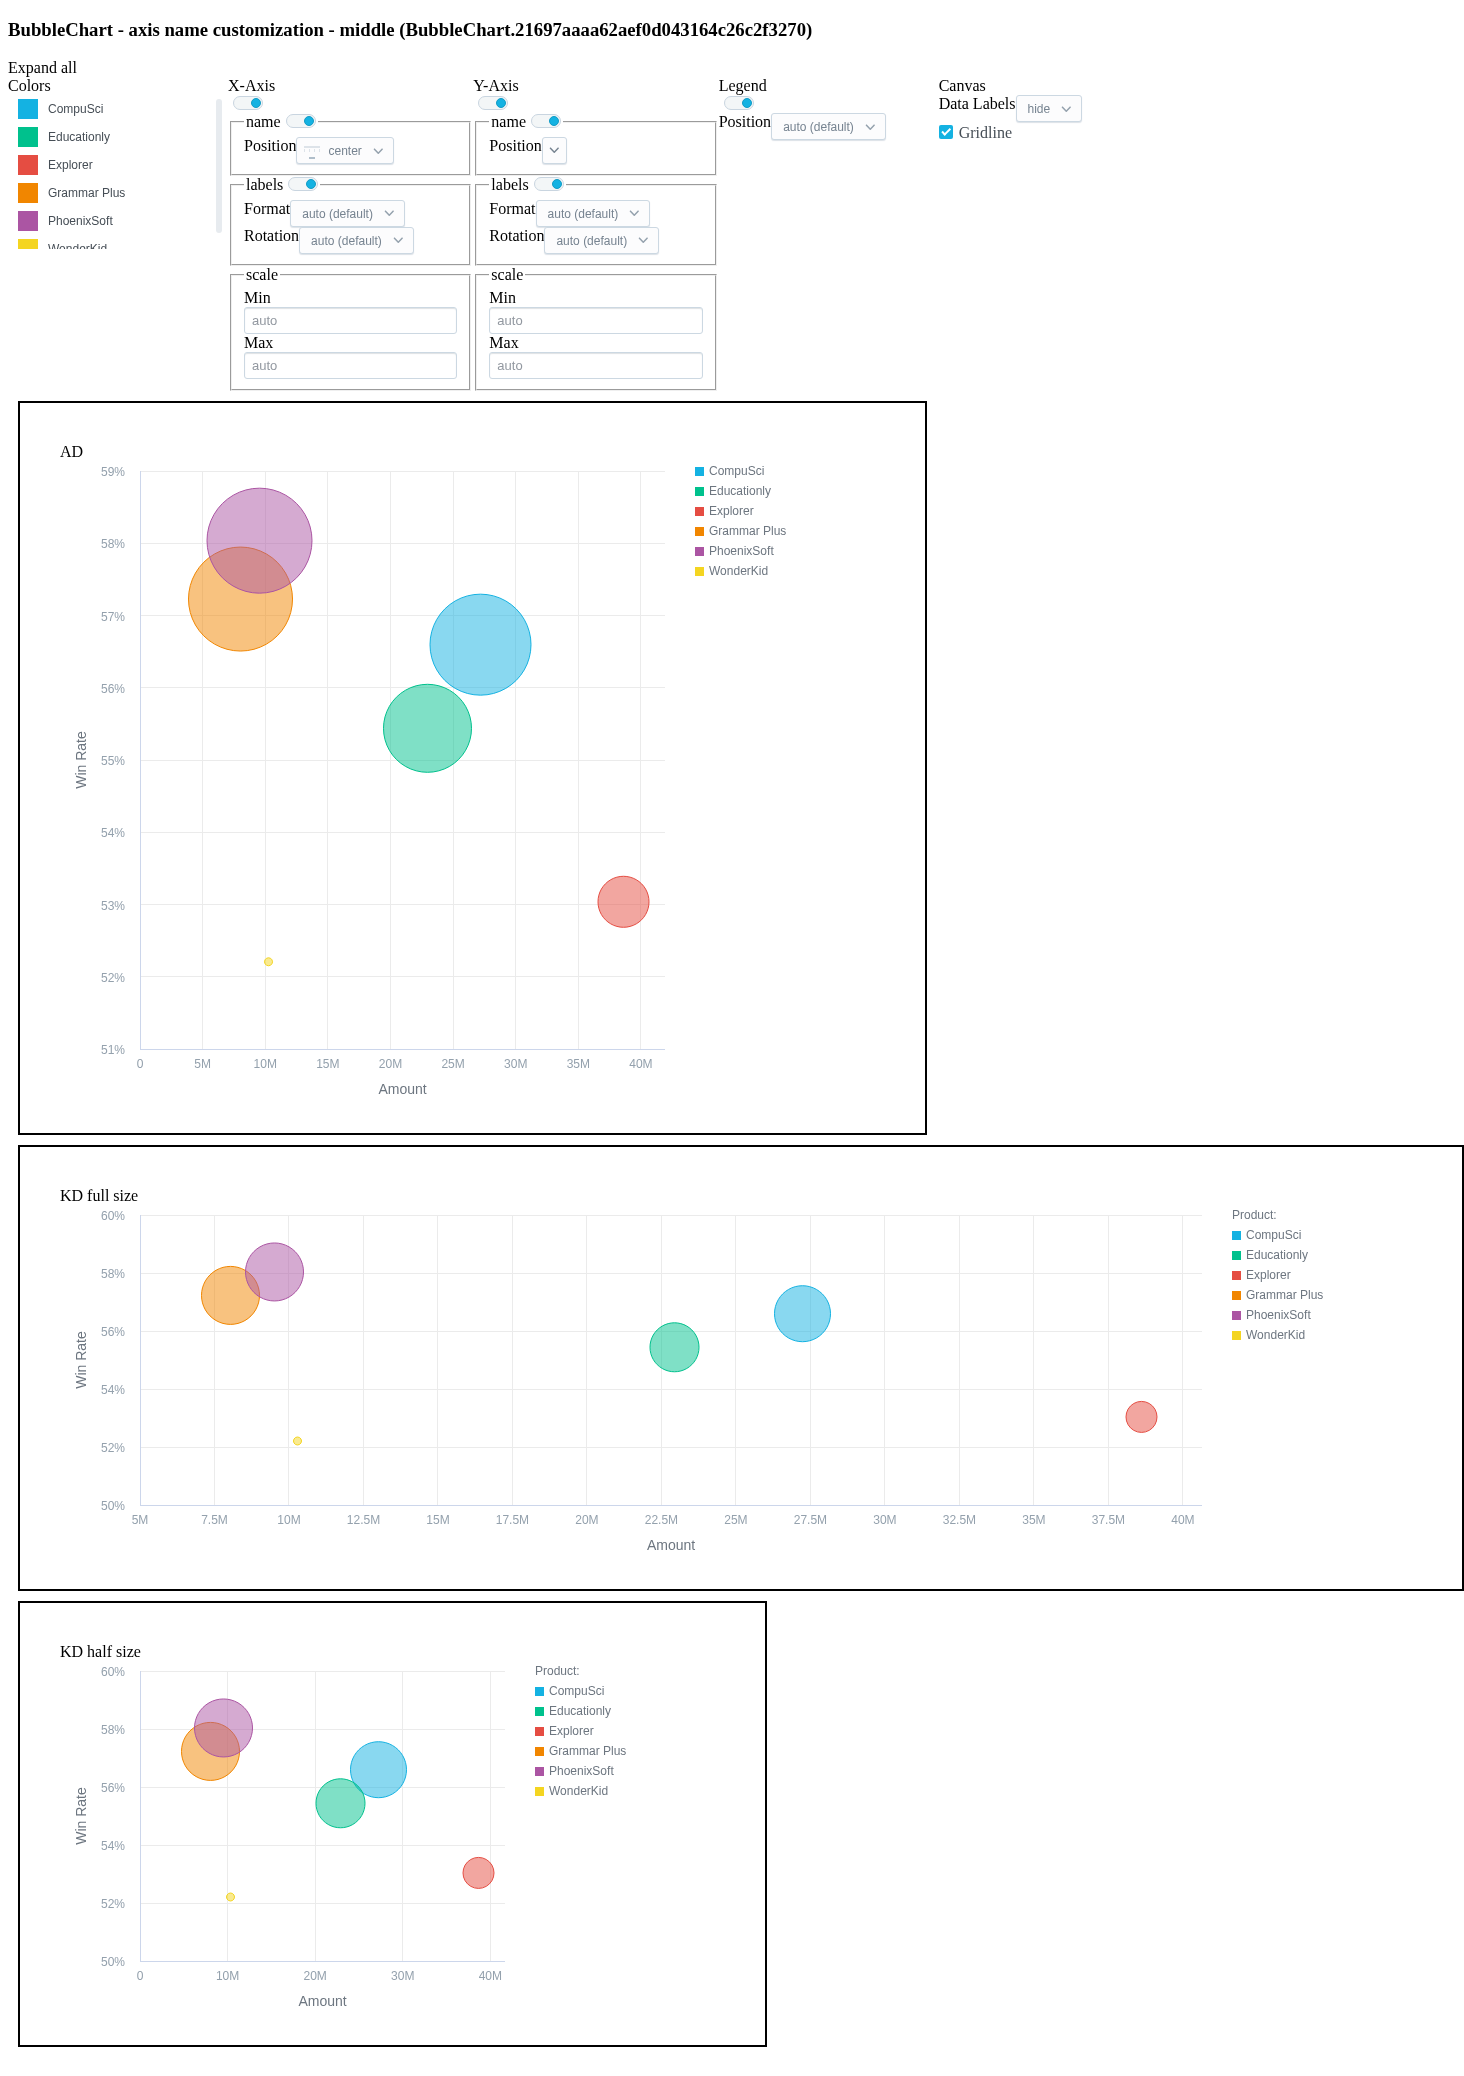 BubbleChart - axis name customization - middle (BubbleChart.21697aaaa62aef0d043164c26c2f3270)
Expand all
Colors
CompuSci
Educationly
Explorer
Grammar Plus
PhoenixSoft
WonderKid
X-Axis
name
Position center
labels
Format auto (default)
Rotation auto (default)
scale
Min
auto
Max
auto
Y-Axis
name
Position
labels
Format auto (default)
Rotation auto (default)
scale
Min
auto
Max
auto
Legend
Position auto (default)
Canvas
Data Labels hide
Gridline
AD
59%
58%
57%
56%
55%
54%
53%
52%
51%
Win Rate
0 5M 10M 15M 20M 25M 30M 35M 40M
Amount
CompuSci
Educationly
Explorer
Grammar Plus
PhoenixSoft
WonderKid
KD full size
60%
58%
56%
54%
52%
50%
Win Rate
5M 7.5M 10M 12.5M 15M 17.5M 20M 22.5M 25M 27.5M 30M 32.5M 35M 37.5M 40M
Amount
Product:
CompuSci
Educationly
Explorer
Grammar Plus
PhoenixSoft
WonderKid
KD half size
60%
58%
56%
54%
52%
50%
Win Rate
0 10M 20M 30M 40M
Amount
Product:
CompuSci
Educationly
Explorer
Grammar Plus
PhoenixSoft
WonderKid